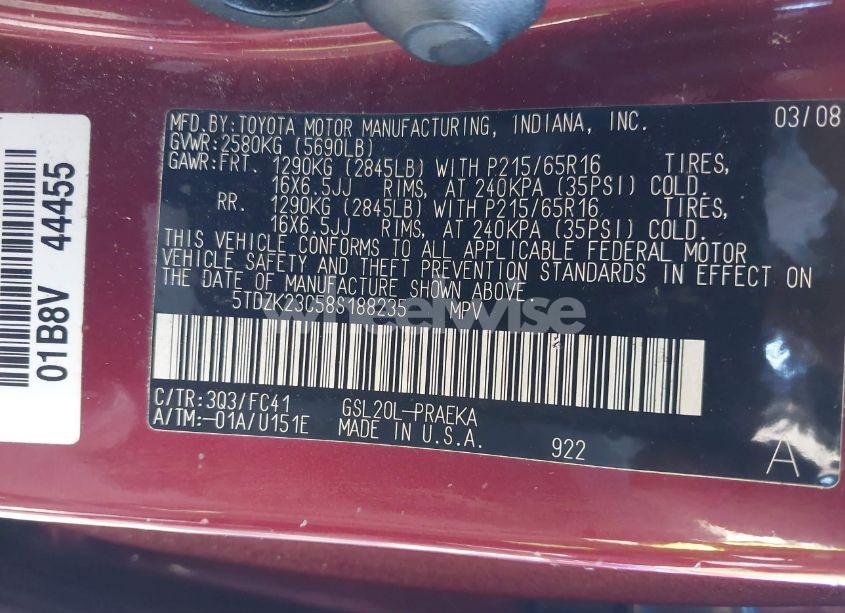 MFD.BY:TOYOTA MOTOR MANUFACTURING, INDIANA, INC. 03/08
GVWR:2580KG (5690LB)
GAWR:FRT. 1290KG (2845LB) WITH P215/65R16 TIRES,
16X6.5JJ RIMS, AT 240KPA (35PSI) COLD.
RR. 1290KG (2845LB) WITH P215/65R16 TIRES,
16X6.5JJ RIMS, AT 240KPA (35PSI) COLD.
THIS VEHICLE CONFORMS TO ALL APPLICABLE FEDERAL MOTOR
VEHICLE SAFETY AND THEFT PREVENTION STANDARDS IN EFFECT ON
THE DATE OF MANUFACTURE SHOWN ABOVE.
5TDZK23C58S188235 MPV
wheelwise
C/TR:3Q3/FC41 GSL20L-PRAEKA
A/TM:-01A/U151E MADE IN U.S.A. 922 A
01B8V 44455